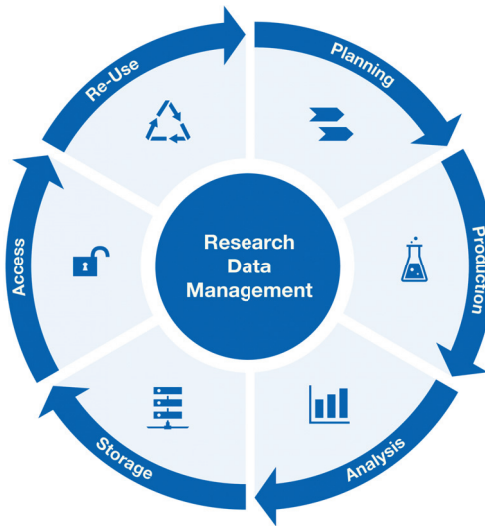 Research
Data
Management
Planning
Production
Analysis
Storage
Access
Re-Use